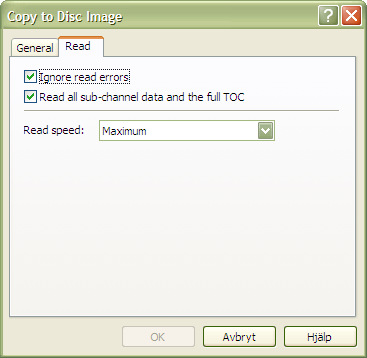 Copy to Disc Image
General Read
Ignore read errors
Read all sub-channel data and the full TOC
Read speed: Maximum
OK Avbryt Hjälp